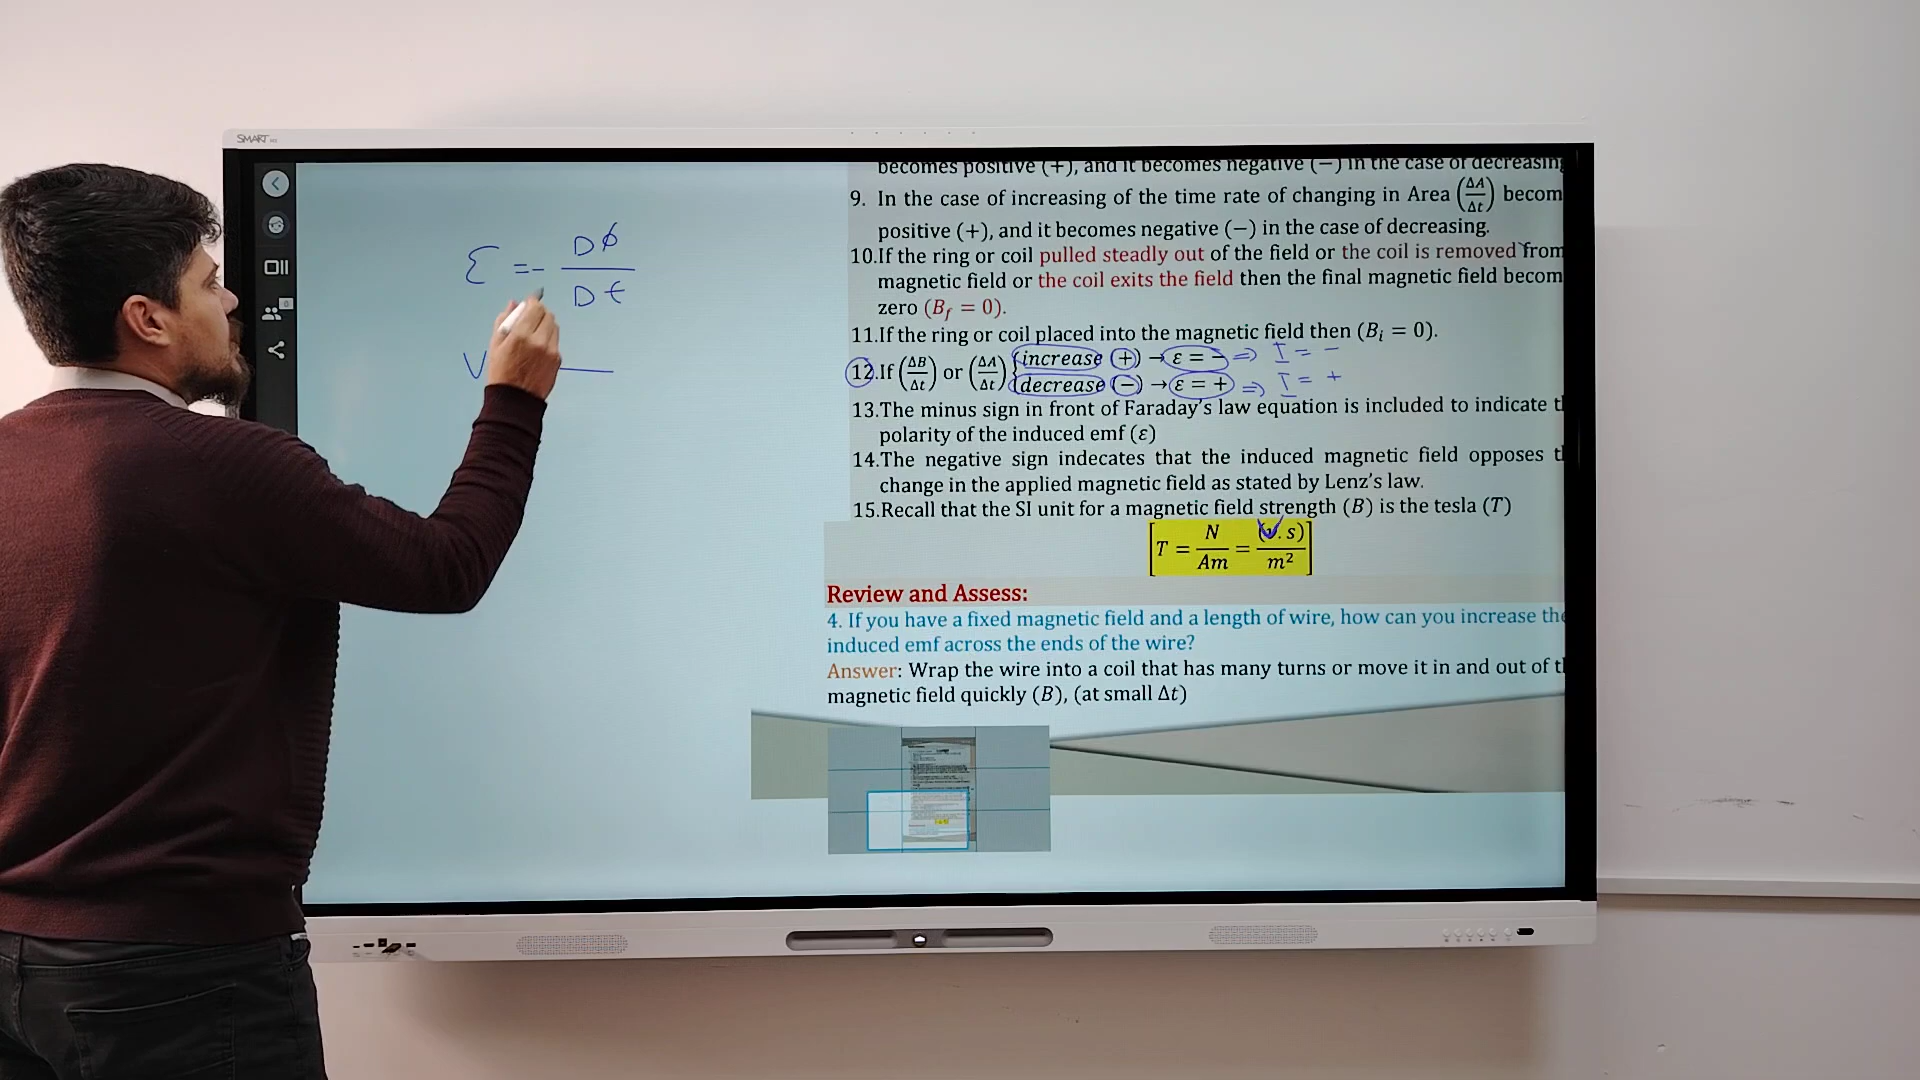 SMART
ε = - DΦ / Dt
V
becomes positive (+), and it becomes negative (−) in the case of decreasing
9. In the case of increasing of the time rate of changing in Area (ΔA/Δt) becom
positive (+), and it becomes negative (−) in the case of decreasing.
10.If the ring or coil pulled steadily out of the field or the coil is removed from
magnetic field or the coil exits the field then the final magnetic field becom
zero (Bf = 0).
11.If the ring or coil placed into the magnetic field then (Bi = 0).
12.If (ΔB/Δt) or (ΔA/Δt) {increase (+) → ε = − ⇒ I = −
decrease (−) → ε = + ⇒ I = +
13.The minus sign in front of Faraday's law equation is included to indicate t
polarity of the induced emf (ε)
14.The negative sign indecates that the induced magnetic field opposes t
change in the applied magnetic field as stated by Lenz's law.
15.Recall that the SI unit for a magnetic field strength (B) is the tesla (T)
[T = N/Am = (V.s)/m²]
Review and Assess:
4. If you have a fixed magnetic field and a length of wire, how can you increase the
induced emf across the ends of the wire?
Answer: Wrap the wire into a coil that has many turns or move it in and out of t
magnetic field quickly (B), (at small Δt)